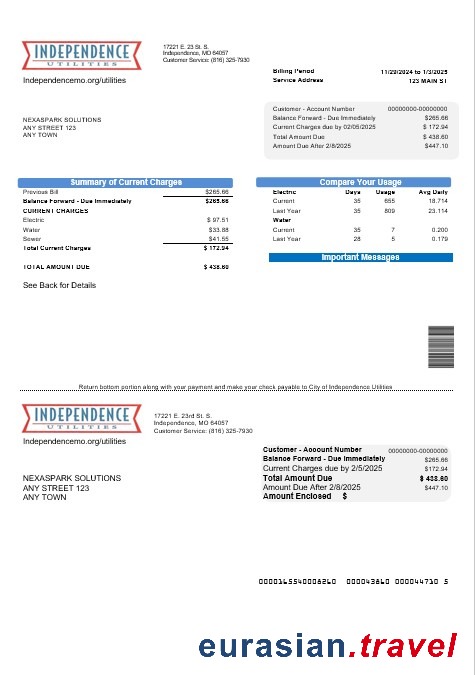 INDEPENDENCE
UTILITIES
Independencemo.org/utilities
17221 E. 23 St. S.
Independence, MO 64057
Customer Service: (816) 325-7930
Billing Period 11/29/2024 to 1/3/2025
Service Address 123 MAIN ST
NEXASPARK SOLUTIONS
ANY STREET 123
ANY TOWN
Customer - Account Number 00000000-00000000
Balance Forward - Due Immediately $265.66
Current Charges due by 02/05/2025 $ 172.94
Total Amount Due $ 438.60
Amount Due After 2/8/2025 $447.10
Summary of Current Charges
Previous Bill $265.66
Balance Forward - Due Immediately $265.66
CURRENT CHARGES
Electric $ 97.51
Water $33.88
Sewer $41.55
Total Current Charges $ 172.94
TOTAL AMOUNT DUE $ 438.60
See Back for Details
Compare Your Usage
Electric Days Usage Avg Daily
Current 35 655 18.714
Last Year 35 809 23.114
Water
Current 35 7 0.200
Last Year 28 5 0.179
Important Messages
Return bottom portion along with your payment and make your check payable to City of Independence Utilities
INDEPENDENCE
UTILITIES
Independencemo.org/utilities
17221 E. 23rd St. S.
Independence, MO 64057
Customer Service: (816) 325-7930
NEXASPARK SOLUTIONS
ANY STREET 123
ANY TOWN
Customer - Account Number 00000000-00000000
Balance Forward - Due Immediately $265.66
Current Charges due by 2/5/2025 $172.94
Total Amount Due $ 438.60
Amount Due After 2/8/2025 $447.10
Amount Enclosed $
0000165540008260 000043860 000044710 5
eurasian.travel